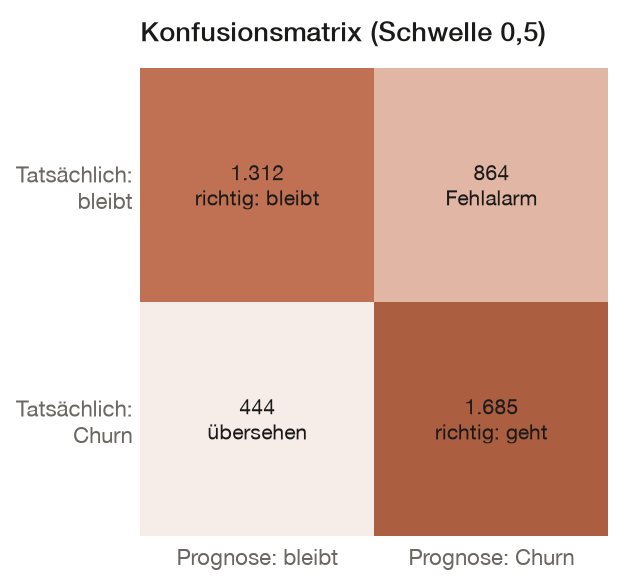 Konfusionsmatrix (Schwelle 0,5)
Tatsächlich:
bleibt
1.312
richtig: bleibt
864
Fehlalarm
Tatsächlich:
Churn
444
übersehen
1.685
richtig: geht
Prognose: bleibt
Prognose: Churn